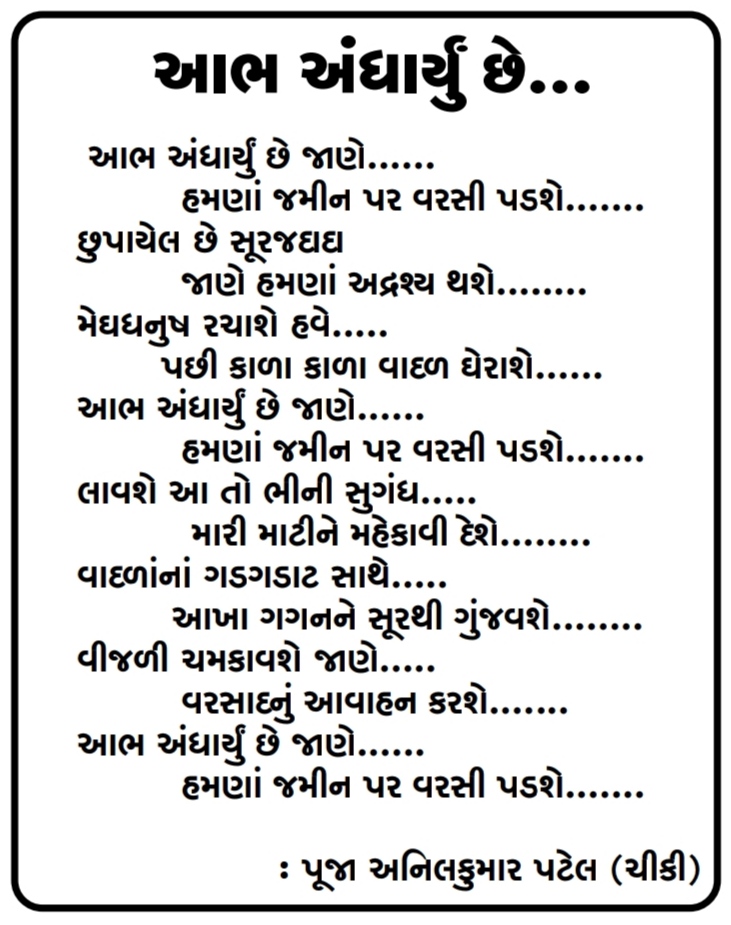 આભ અંધાર્યું છે...
આભ અંધાર્યું છે જાણે......
હમણાં જમીન પર વરસી પડશે.......
છુપાયેલ છે સૂરજદાદા
જાણે હમણાં અદ્રશ્ય થશે........
મેઘધનુષ રચાશે હવે.....
પછી કાળા કાળા વાદળ ઘેરાશે......
આભ અંધાર્યું છે જાણે......
હમણાં જમીન પર વરસી પડશે.......
લાવશે આ તો ભીની સુગંધ.....
મારી માટીને મહેકાવી દેશે........
વાદળાંનાં ગડગડાટ સાથે.....
આખા ગગનને સૂરથી ગુંજવશે........
વીજળી ચમકાવશે જાણે.....
વરસાદનું આવાહન કરશે.......
આભ અંધાર્યું છે જાણે......
હમણાં જમીન પર વરસી પડશે.......
: પૂજા અનિલકુમાર પટેલ (ચીકી)